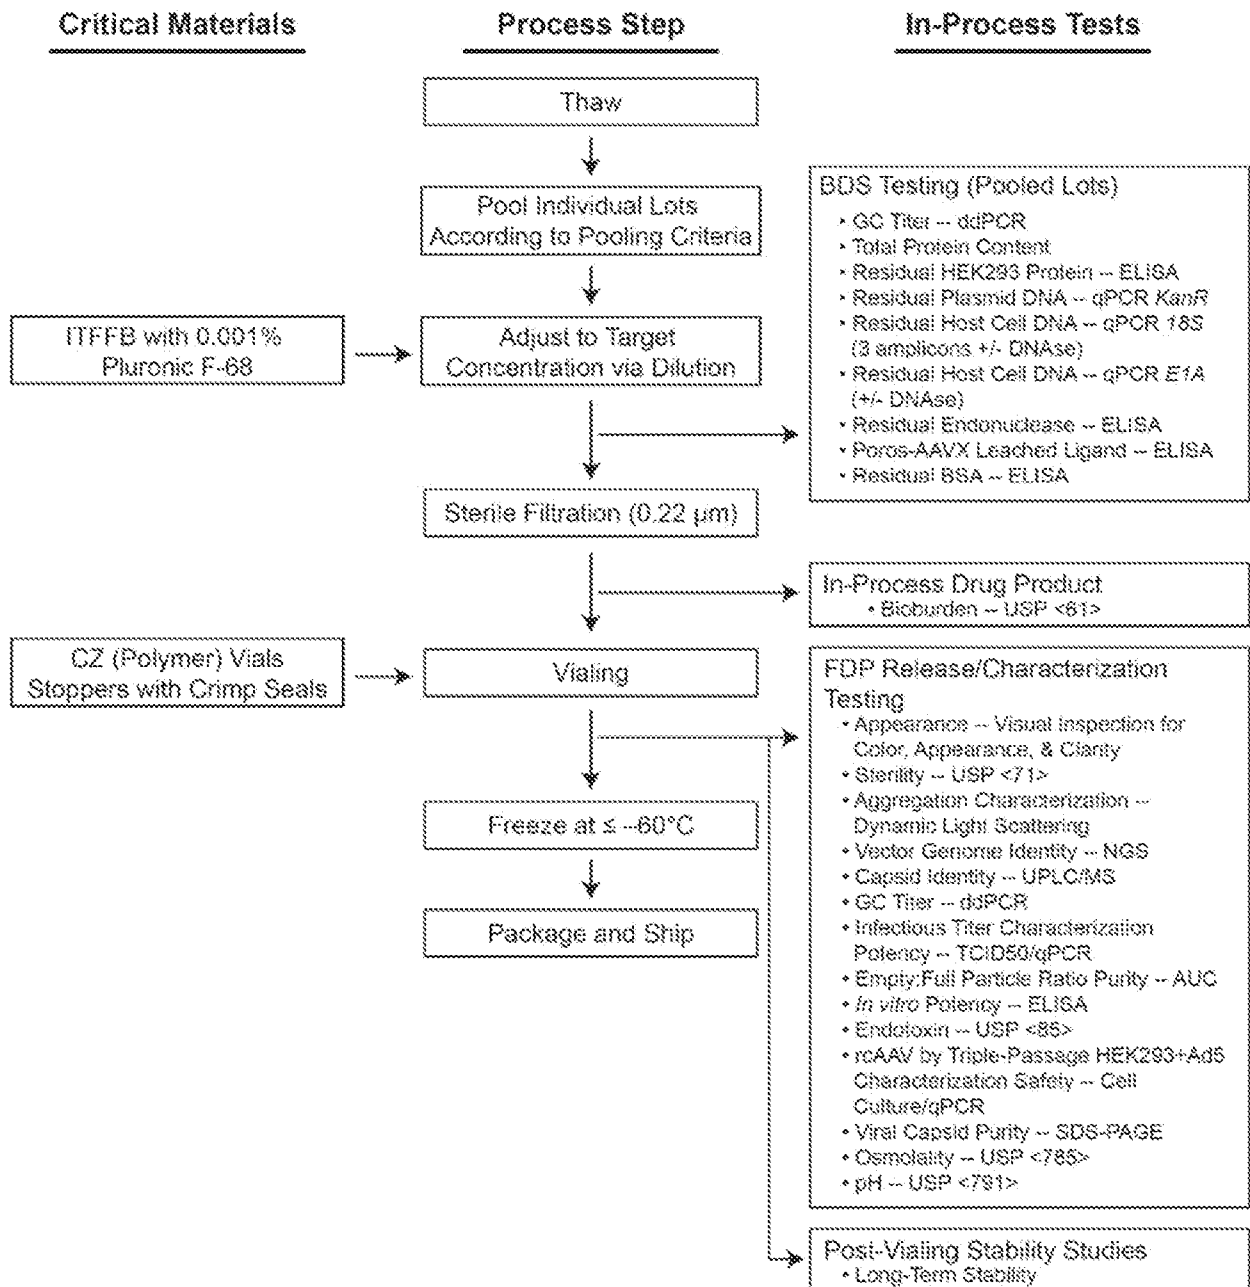 Critical Materials
Process Step
In-Process Tests
Thaw
Pool Individual Lots
According to Pooling Criteria
ITFFB with 0.001%
Pluronic F-68
Adjust to Target
Concentration via Dilution
BDS Testing (Pooled Lots)
• GC Titer -- ddPCR
• Total Protein Content
• Residual HEK293 Protein -- ELISA
• Residual Plasmid DNA -- qPCR KanR
• Residual Host Cell DNA -- qPCR 18S
(3 amplicons +/- DNAse)
• Residual Host Cell DNA -- qPCR E1A
(+/- DNAse)
• Residual Endonuclease -- ELISA
• Poros-AAVX Leached Ligand -- ELISA
• Residual BSA -- ELISA
Sterile Filtration (0.22 μm)
In-Process Drug Product
• Bioburden -- USP <61>
CZ (Polymer) Vials
Stoppers with Crimp Seals
Vialing
FDP Release/Characterization
Testing
• Appearance -- Visual Inspection for
Color, Appearance, & Clarity
• Sterility -- USP <71>
• Aggregation Characterization --
Dynamic Light Scattering
• Vector Genome Identity -- NGS
• Capsid Identity -- UPLC/MS
• GC Titer -- ddPCR
• Infectious Titer Characterization
Potency -- TCID50/qPCR
• Empty:Full Particle Ratio Purity -- AUC
• In vitro Potency -- ELISA
• Endotoxin -- USP <85>
• rcAAV by Triple-Passage HEK293+Ad5
Characterization Safety -- Cell
Culture/qPCR
• Viral Capsid Purity -- SDS-PAGE
• Osmolality -- USP <785>
• pH -- USP <791>
Freeze at ≤ --60°C
Package and Ship
Post-Vialing Stability Studies
• Long-Term Stability